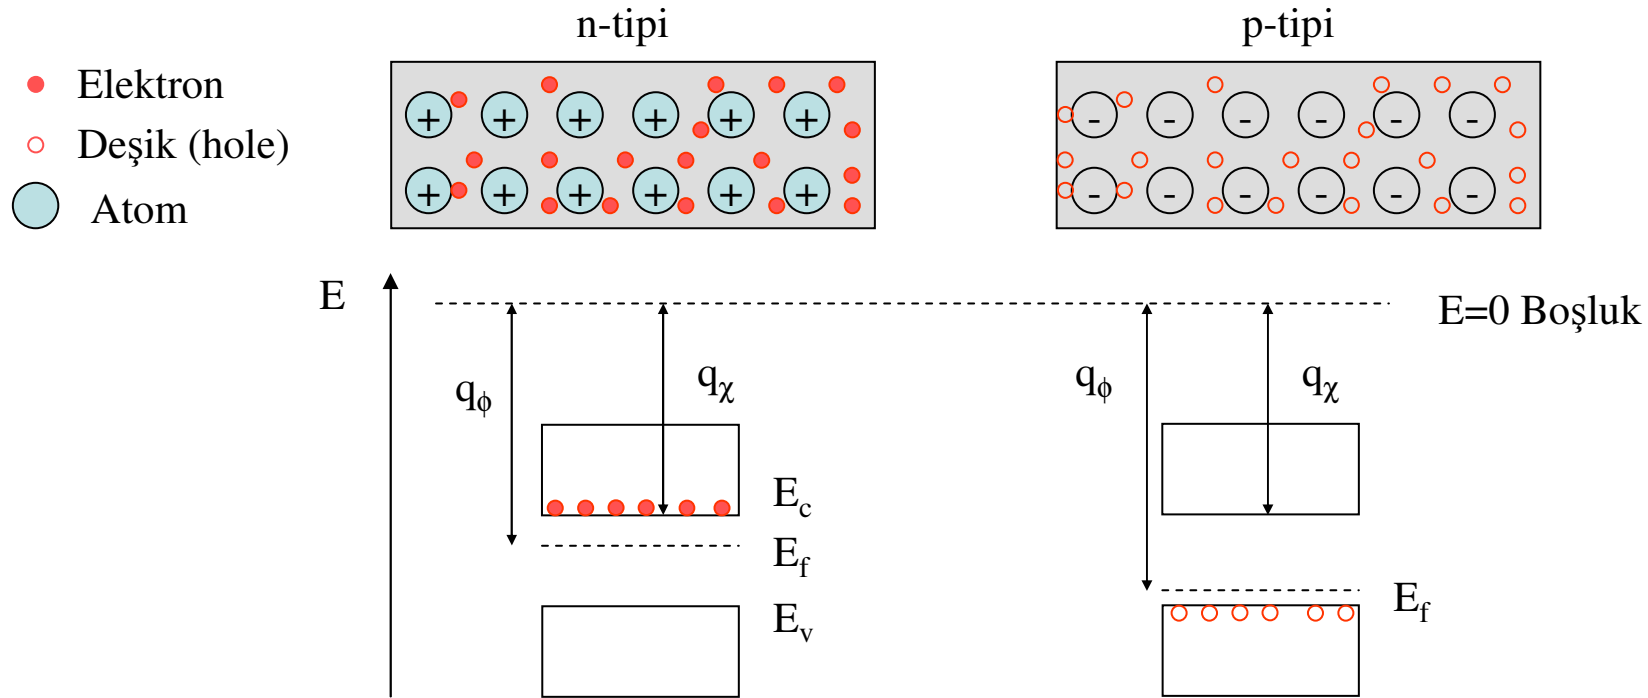 n-tipi
p-tipi
Elektron
Deşik (hole)
Atom
+ + + + + +
+ + + + + +
- - - - - -
- - - - - -
E
E=0 Boşluk
qϕ
qχ
qϕ
qχ
Ec
Ef
Ev
Ef